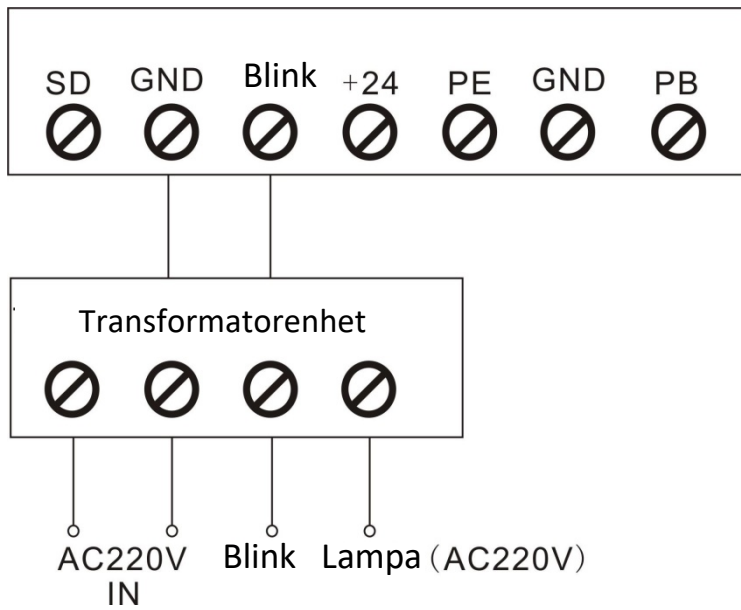 SD GND Blink +24 PE GND PB
Transformatorenhet
AC220V Blink Lampa (AC220V)
IN